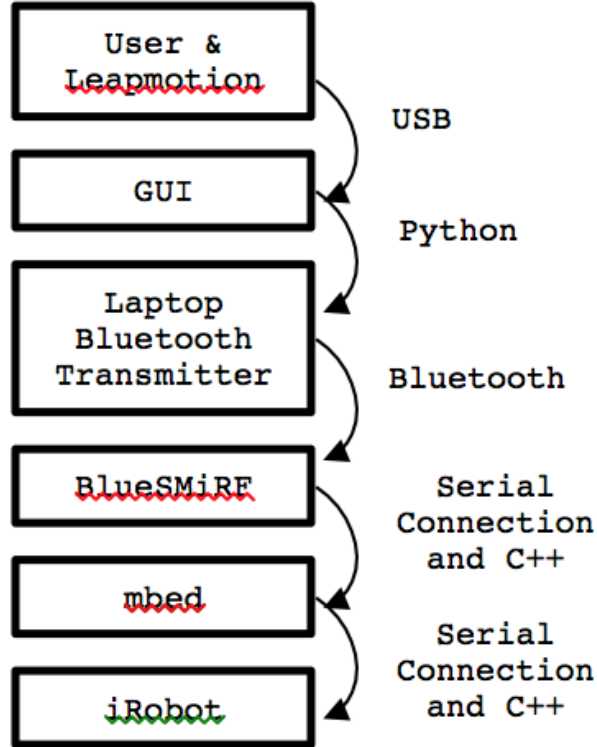 User &
Leapmotion
USB
GUI
Python
Laptop
Bluetooth
Transmitter
Bluetooth
BlueSMiRF
Serial
Connection
and C++
mbed
Serial
Connection
and C++
iRobot